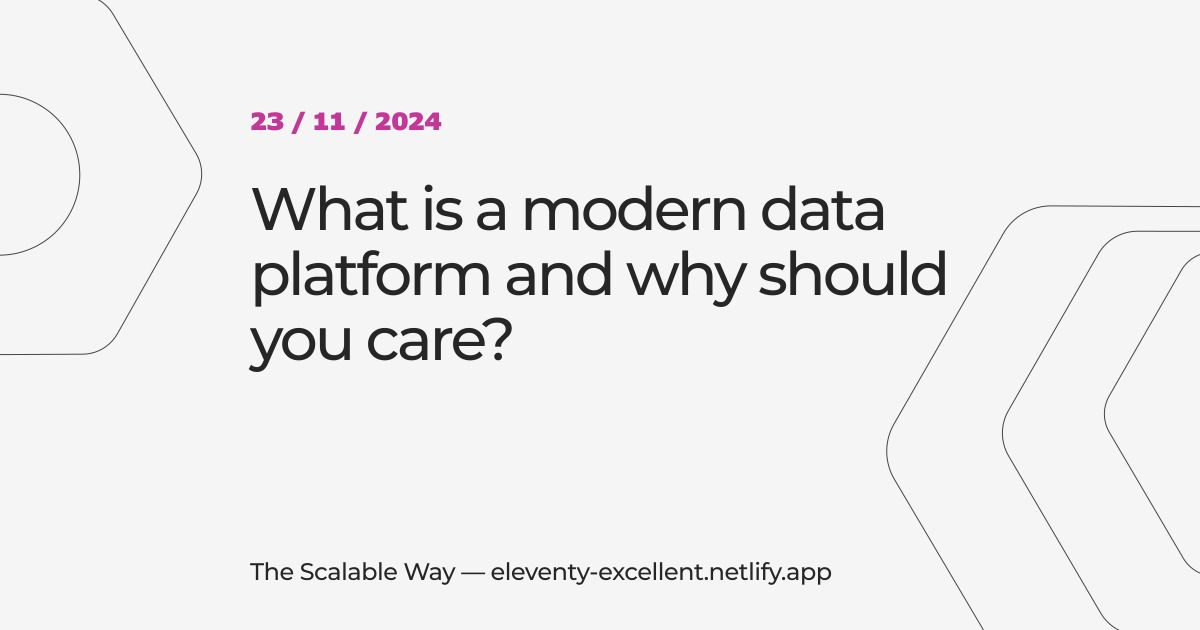 23 / 11 / 2024
What is a modern data
platform and why should
you care?
The Scalable Way — eleventy-excellent.netlify.app